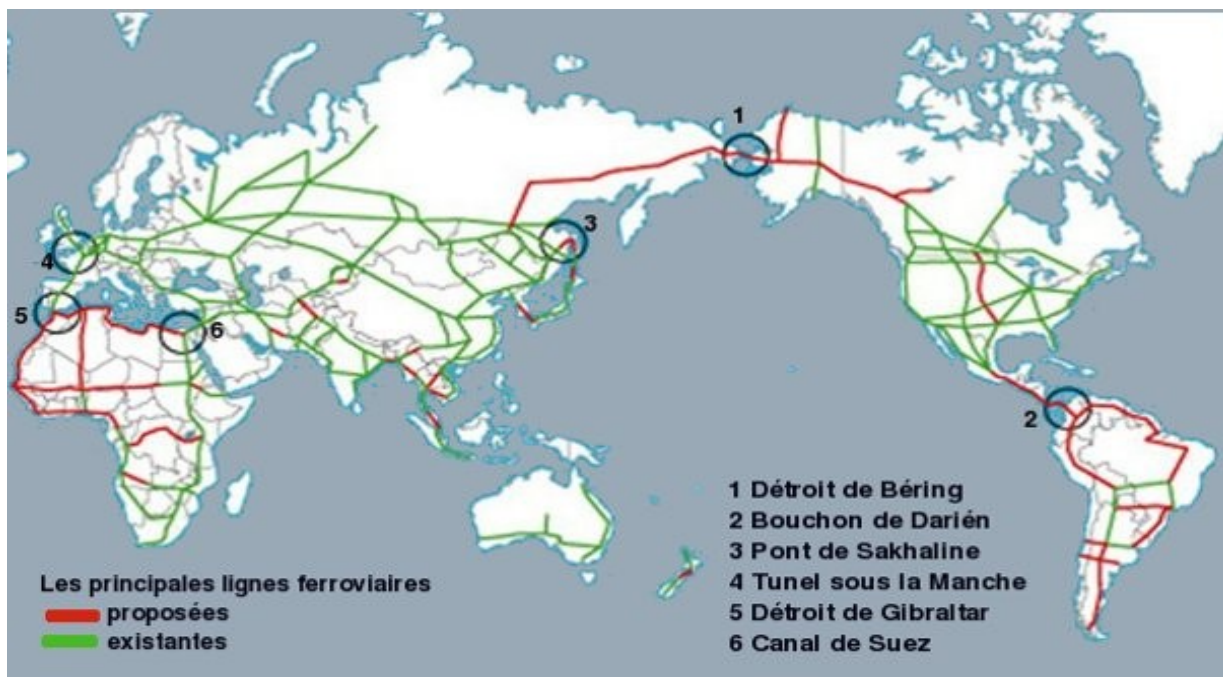 1
3
4
5
6
2
1 Détroit de Béring
2 Bouchon de Darién
3 Pont de Sakhaline
4 Tunel sous la Manche
5 Détroit de Gibraltar
6 Canal de Suez
Les principales lignes ferroviaires
proposées
existantes